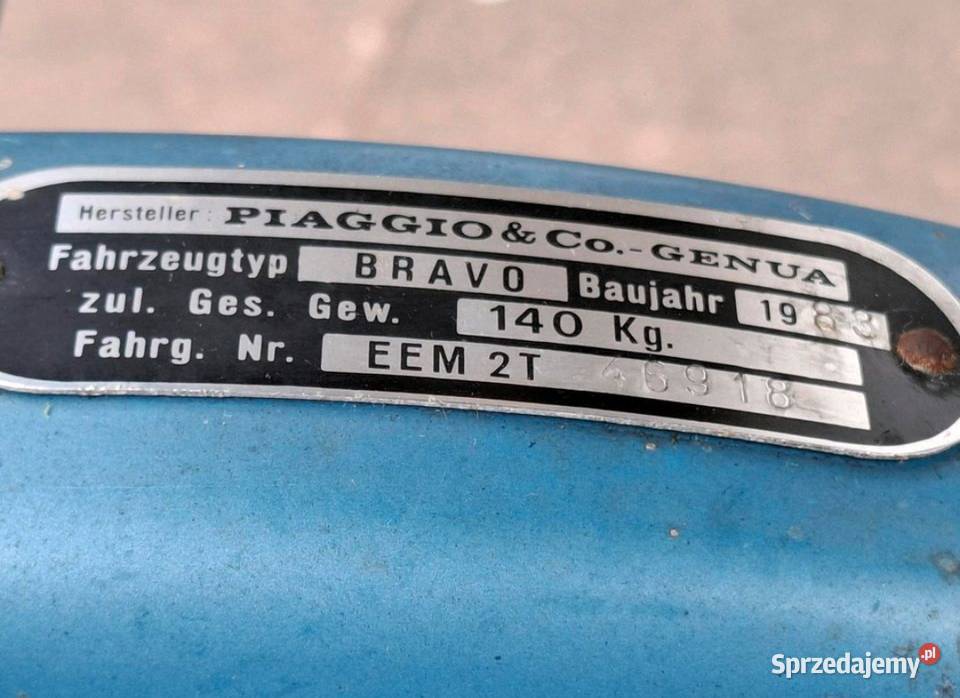 Hersteller: PIAGGIO & Co.-GENUA
Fahrzeugtyp BRAVO Baujahr 1983
zul. Ges. Gew. 140 Kg.
Fahrg. Nr. EEM 2T 46918
Sprzedajemy.pl